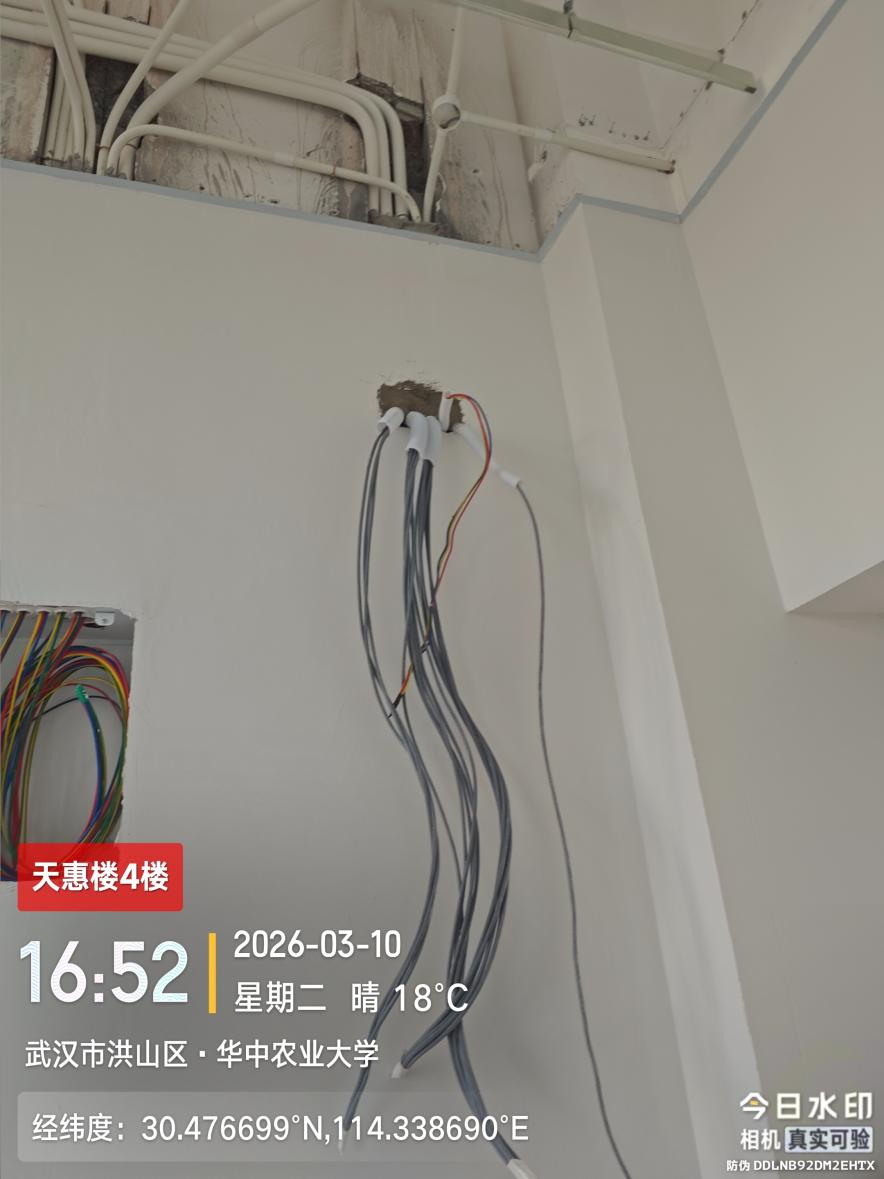 天惠楼4楼
16:52
2026-03-10
星期二 晴 18°C
武汉市洪山区·华中农业大学
经纬度：30.476699°N,114.338690°E
今日水印
相机 真实可验
防伪 DDLNB92DM2EHTX